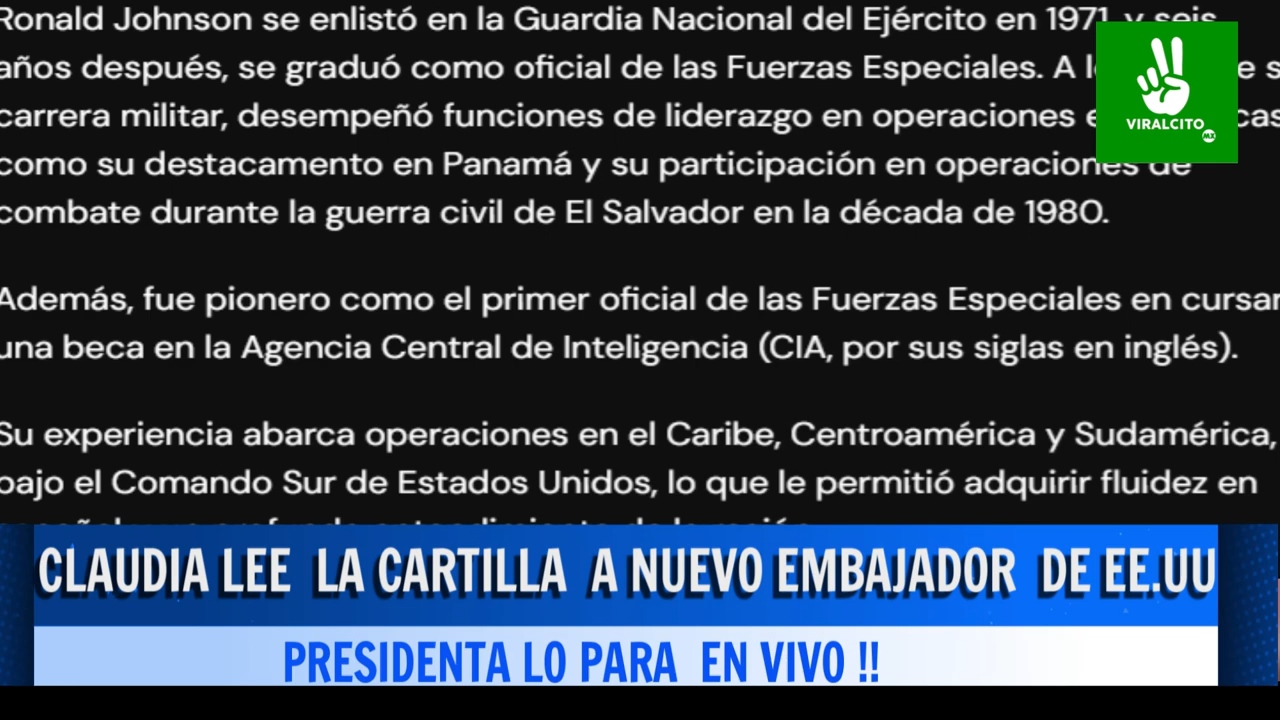 Ronald Johnson se enlistó en la Guardia Nacional del Ejército en 1971, y seis
años después, se graduó como oficial de las Fuerzas Especiales. A
carrera militar, desempeñó funciones de liderazgo en operaciones
como su destacamento en Panamá y su participación en operaciones de
combate durante la guerra civil de El Salvador en la década de 1980.
Además, fue pionero como el primer oficial de las Fuerzas Especiales en cursar
una beca en la Agencia Central de Inteligencia (CIA, por sus siglas en inglés).
Su experiencia abarca operaciones en el Caribe, Centroamérica y Sudamérica,
bajo el Comando Sur de Estados Unidos, lo que le permitió adquirir fluidez en
VIRALCITO
MX
CLAUDIA LEE LA CARTILLA A NUEVO EMBAJADOR DE EE.UU
PRESIDENTA LO PARA EN VIVO !!